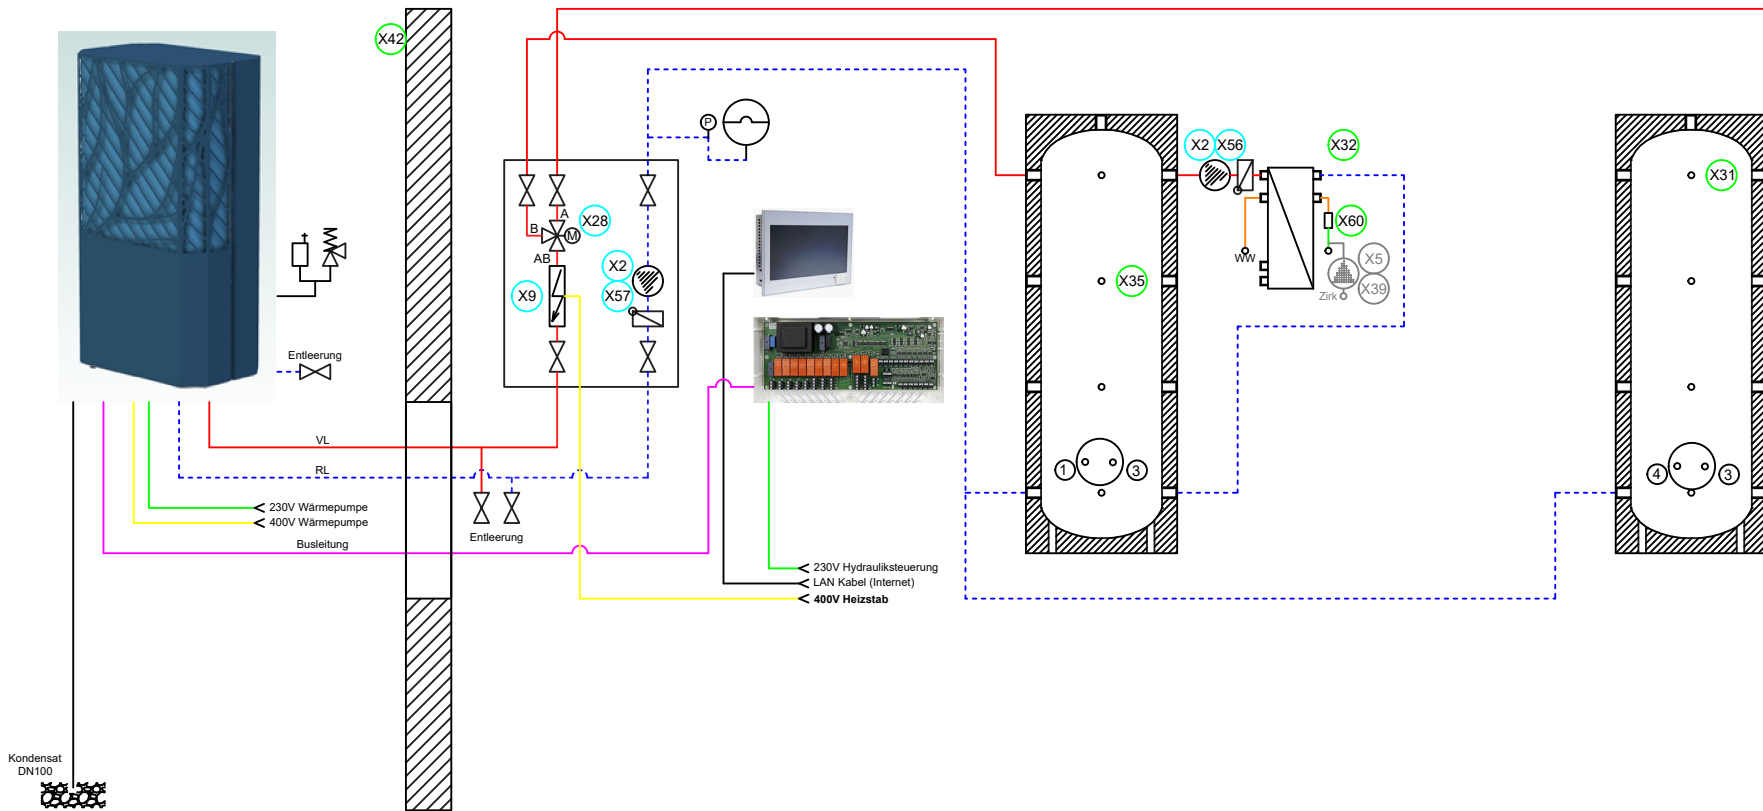 X42
P
X2 X56
X32
X31
A
X28
B
M
X60
AB
WW
X2
X5
X35
X9
X57
X39
Zirk
Entleerung
VL
1
3
4
3
RL
230V Wärmepumpe
400V Wärmepumpe
Entleerung
Busleitung
230V Hydrauliksteuerung
LAN Kabel (Internet)
400V Heizstab
Kondensat
DN100